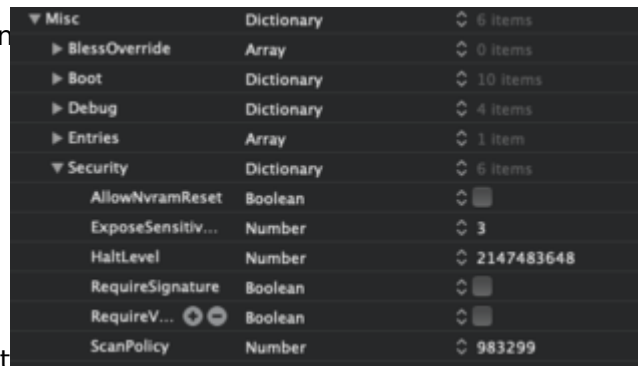 n
Misc Dictionary 6 items
BlessOverride Array 0 items
Boot Dictionary 10 items
Debug Dictionary 4 items
Entries Array 1 item
Security Dictionary 6 items
AllowNvramReset Boolean
ExposeSensitiv... Number 3
HaltLevel Number 2147483648
RequireSignature Boolean
RequireV... Boolean
ScanPolicy Number 983299
t